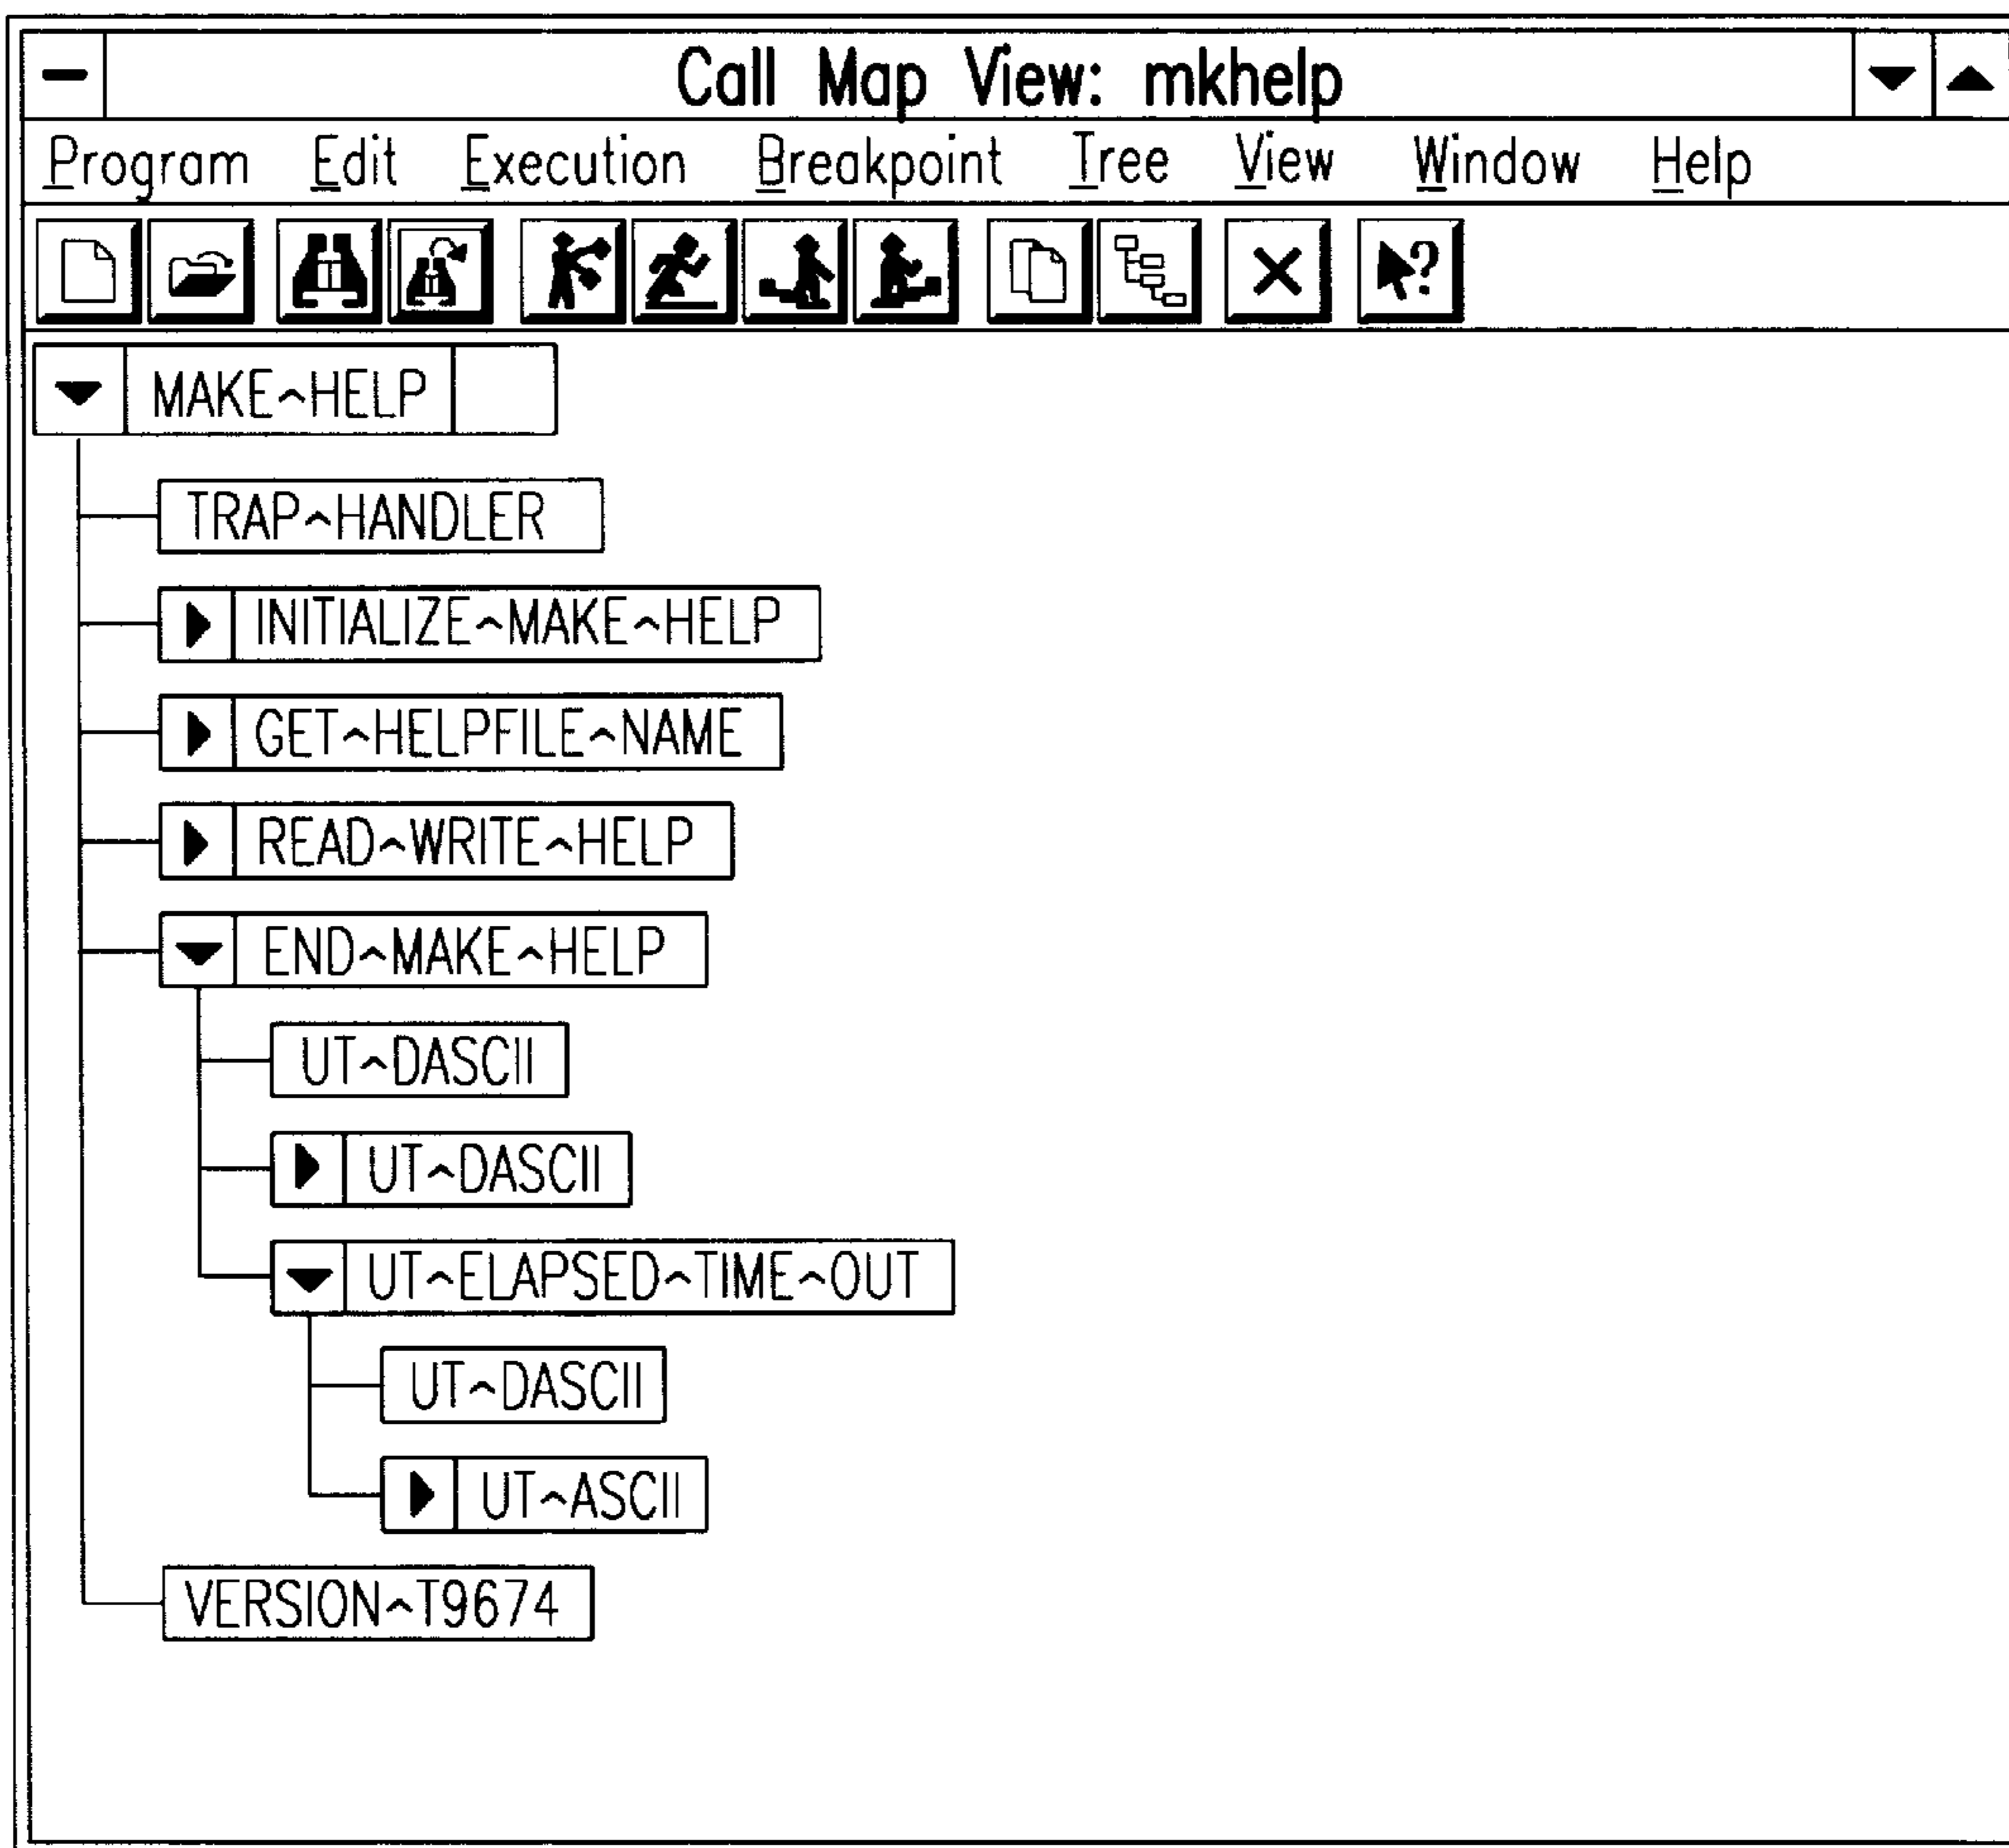 Call Map View: mkhelp
Program Edit Execution Breakpoint Tree View Window Help
?
MAKE^HELP
TRAP^HANDLER
INITIALIZE^MAKE^HELP
GET^HELPFILE^NAME
READ^WRITE^HELP
END^MAKE^HELP
UT^DASCII
UT^DASCII
UT^ELAPSED^TIME^OUT
UT^DASCII
UT^ASCII
VERSION^T9674